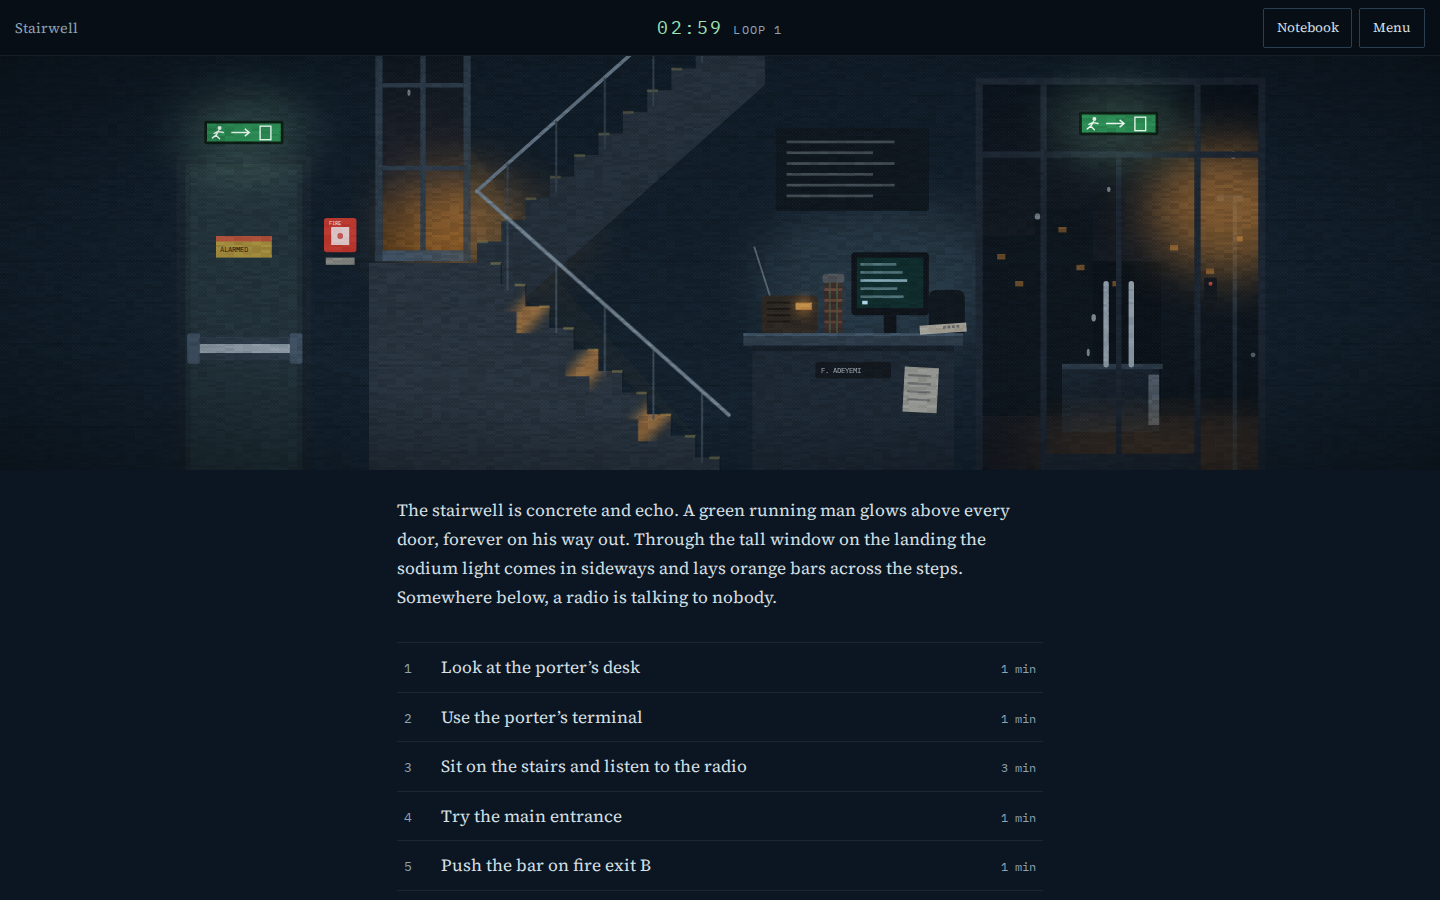 Stairwell
02:59 LOOP 1
Notebook
Menu
FIRE
ALARMED
F. ADEYEMI
The stairwell is concrete and echo. A green running man glows above every
door, forever on his way out. Through the tall window on the landing the
sodium light comes in sideways and lays orange bars across the steps.
Somewhere below, a radio is talking to nobody.
1 Look at the porter’s desk 1 min
2 Use the porter’s terminal 1 min
3 Sit on the stairs and listen to the radio 3 min
4 Try the main entrance 1 min
5 Push the bar on fire exit B 1 min